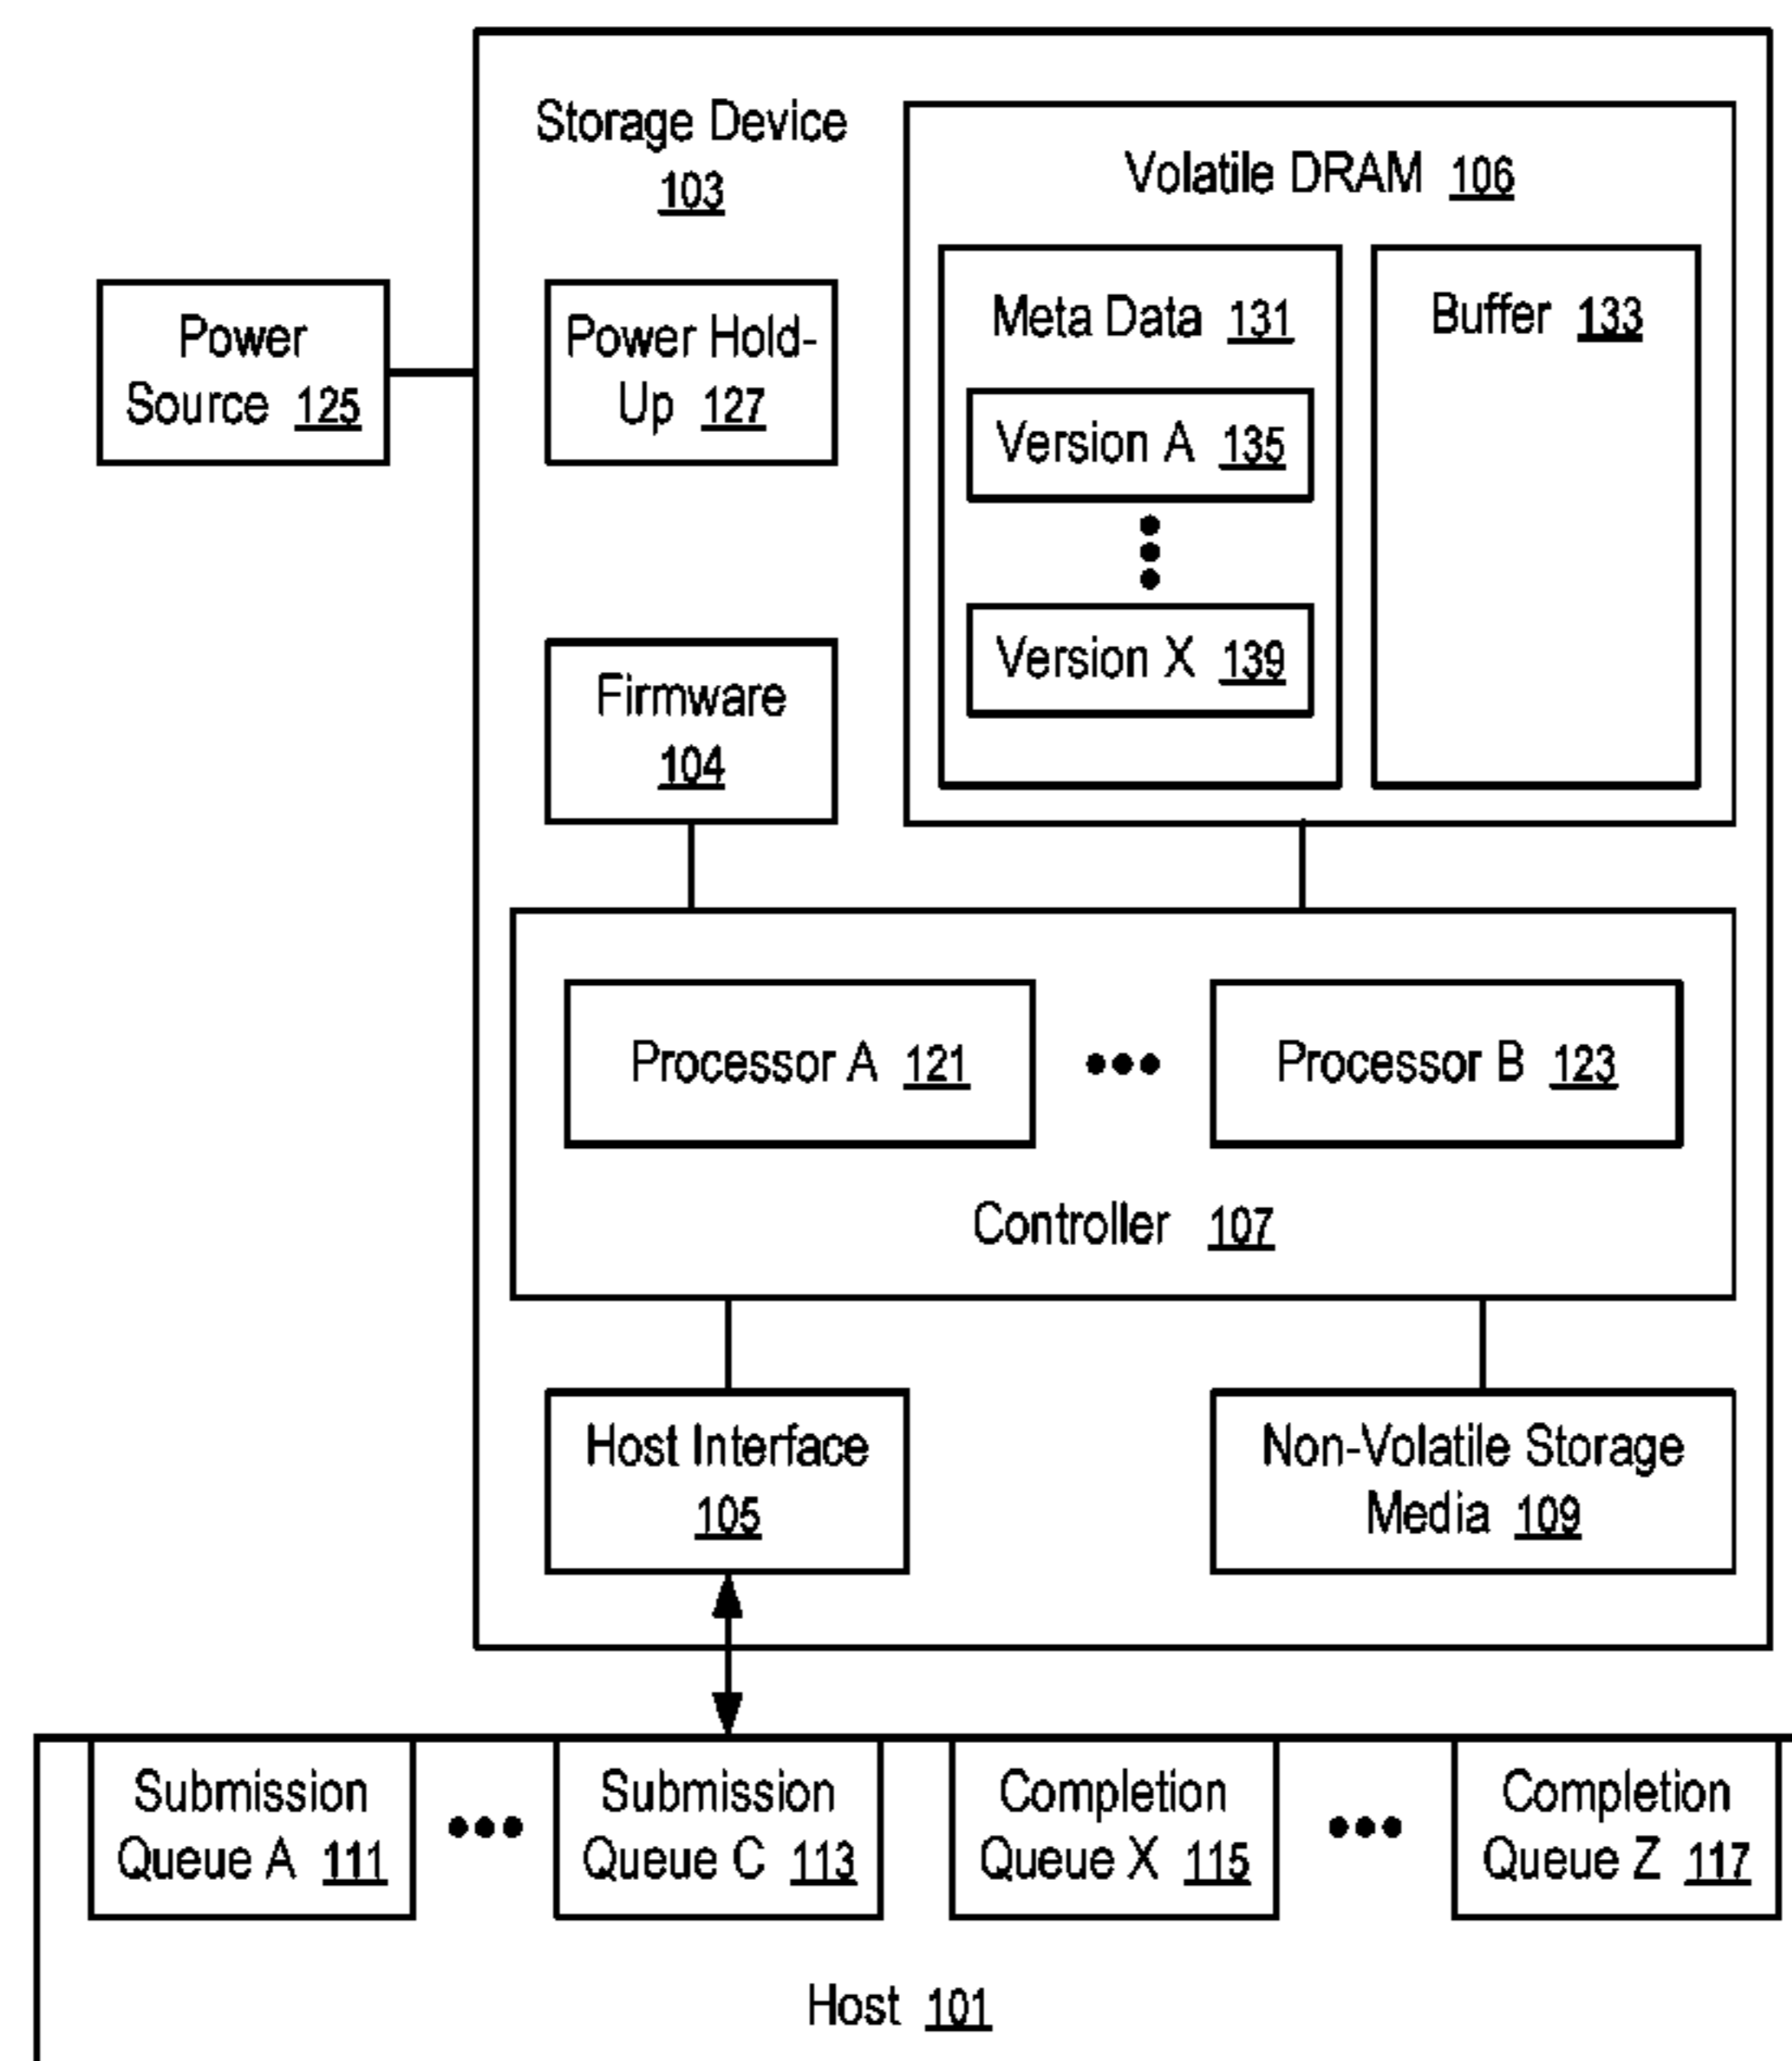 Storage Device
103
Volatile DRAM 106
Power
Source 125
Power Hold-
Up 127
Meta Data 131
Buffer 133
Version A 135
Version X 139
Firmware
104
Processor A 121
Processor B 123
Controller 107
Host Interface
105
Non-Volatile Storage
Media 109
Submission
Queue A 111
Submission
Queue C 113
Completion
Queue X 115
Completion
Queue Z 117
Host 101